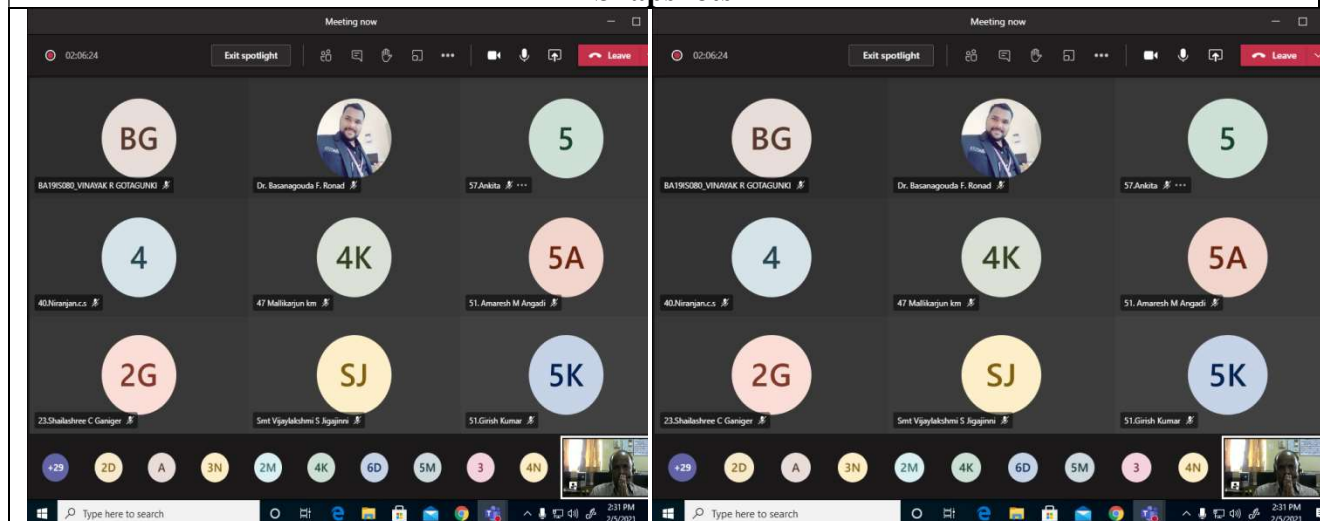 Meeting now
02:06:24 Exit spotlight Leave
BG 5
BA19IS080_VINAYAK R GOTAGUNKI Dr. Basanagouda F. Ronad 57.Ankita
4 4K 5A
40.Niranjan.c.s 47 Mallikarjun km 51. Amaresh M Angadi
2G SJ 5K
23.Shailashree C Ganiger Smt Vijaylakshmi S Jigajinni 51.Girish Kumar
+29 2D A 3N 2M 4K 6D 5M 3 4N
Type here to search 2:31 PM
2/5/2021
Meeting now
02:06:24 Exit spotlight Leave
BG 5
BA19IS080_VINAYAK R GOTAGUNKI Dr. Basanagouda F. Ronad 57.Ankita
4 4K 5A
40.Niranjan.c.s 47 Mallikarjun km 51. Amaresh M Angadi
2G SJ 5K
23.Shailashree C Ganiger Smt Vijaylakshmi S Jigajinni 51.Girish Kumar
+29 2D A 3N 2M 4K 6D 5M 3 4N
Type here to search 2:31 PM
2/5/2021